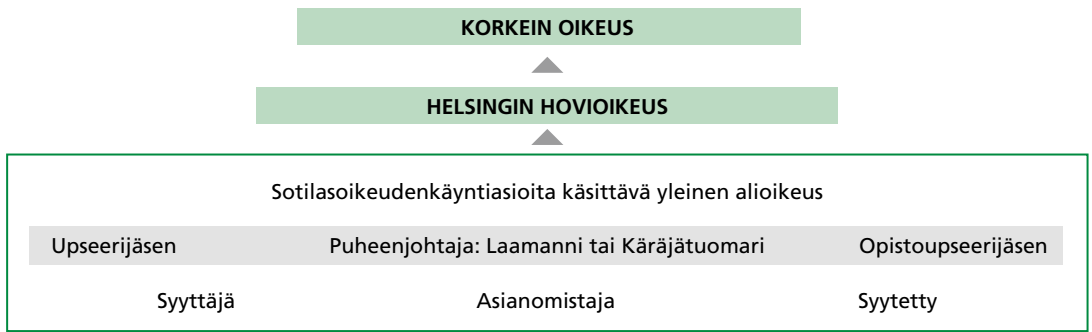 KORKEIN OIKEUS
HELSINGIN HOVIOIKEUS
Sotilasoikeudenkäyntiasioita käsittävä yleinen alioikeus
Upseerijäsen Puheenjohtaja: Laamanni tai Käräjätuomari Opistoupseerijäsen
Syyttäjä Asianomistaja Syytetty